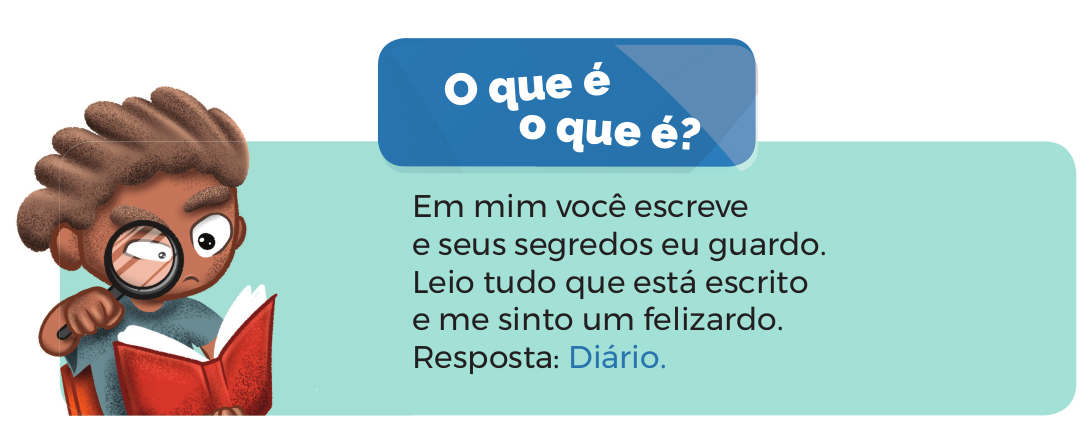 O que é
o que é?
Em mim você escreve
e seus segredos eu guardo.
Leio tudo que está escrito
e me sinto um felizardo.
Resposta: Diário.